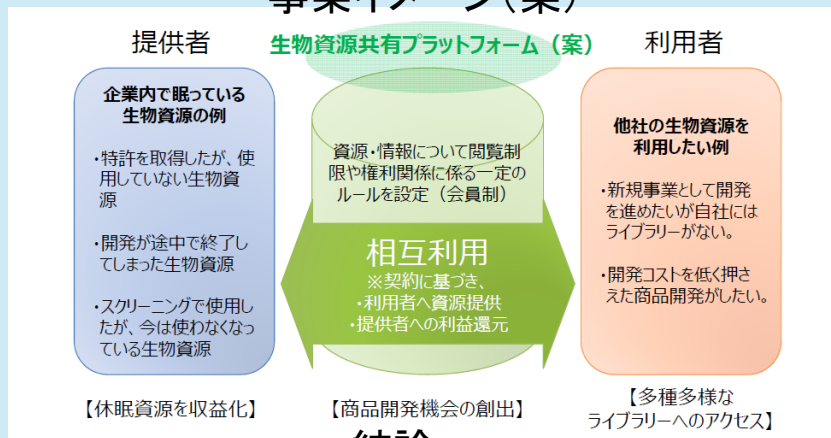 事業イメージ(案)
提供者
生物資源共有プラットフォーム(案)
利用者
企業内で眠っている
生物資源の例
・特許を取得したが、使
用していない生物資
源
・開発が途中で終了し
てしまった生物資源
・スクリーニングで使用し
たが、今は使わなくなっ
ている生物資源
資源・情報について閲覧制
限や権利関係に係る一定の
ルールを設定(会員制)
相互利用
※契約に基づき、
・利用者へ資源提供
・提供者への利益還元
他社の生物資源を
利用したい例
・新規事業として開発
を進めたいが自社には
ライブラリーがない。
・開発コストを低く押さ
えた商品開発がしたい。
【休眠資源を収益化】
【商品開発機会の創出】
【多種多様な
ライブラリーへのアクセス】